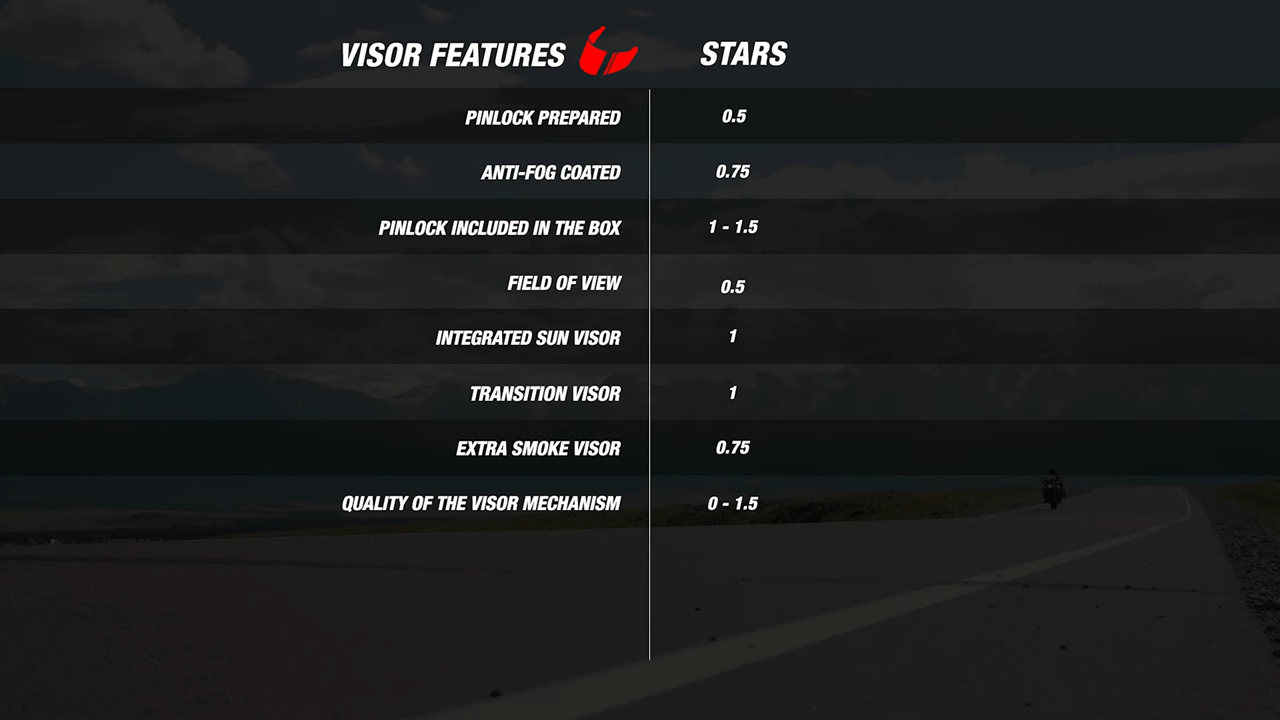 VISOR FEATURES STARS
PINLOCK PREPARED 0.5
ANTI-FOG COATED 0.75
PINLOCK INCLUDED IN THE BOX 1 - 1.5
FIELD OF VIEW 0.5
INTEGRATED SUN VISOR 1
TRANSITION VISOR 1
EXTRA SMOKE VISOR 0.75
QUALITY OF THE VISOR MECHANISM 0 - 1.5